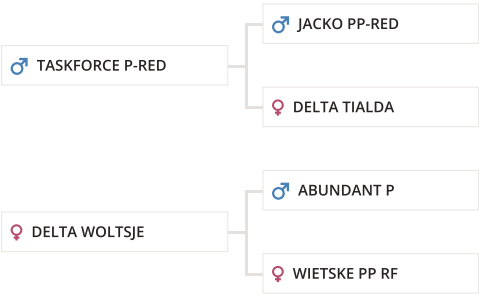 JACKO PP-RED
TASKFORCE P-RED
DELTA TIALDA
ABUNDANT P
DELTA WOLTSJE
WIETSKE PP RF